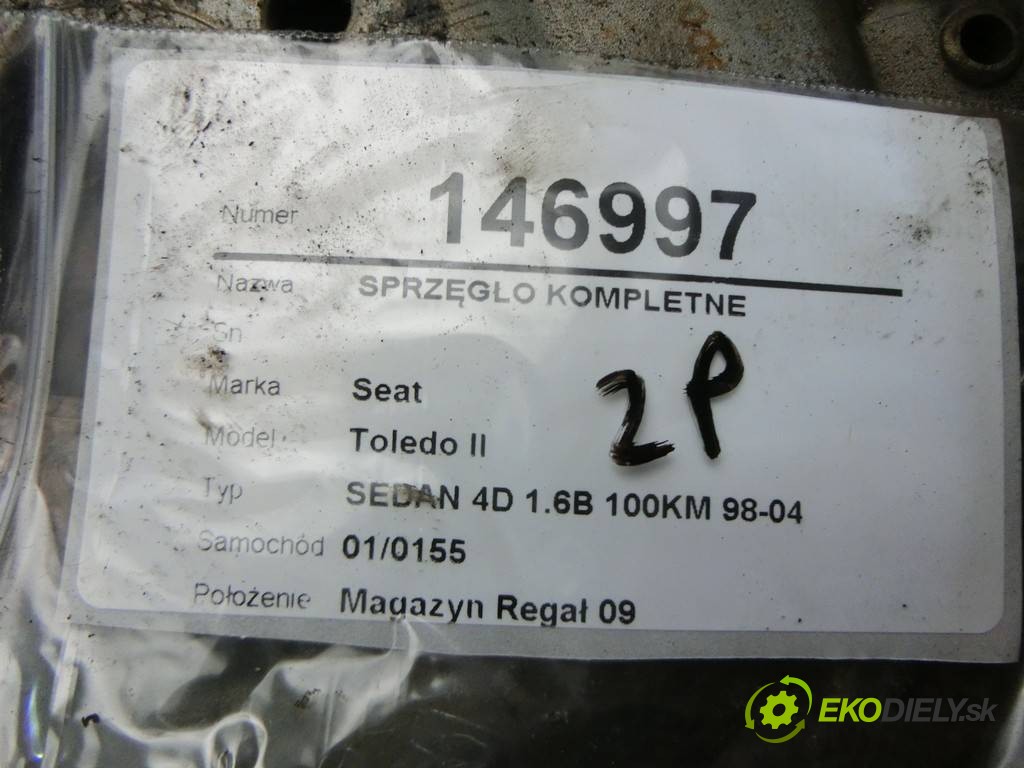 Numer 146997
Nazwa SPRZĘGŁO KOMPLETNE
Sn
Marka Seat
2P
Model Toledo II
Typ SEDAN 4D 1.6B 100KM 98-04
Samochód 01/0155
Położenie Magazyn Regał 09
EKODIELY.sk